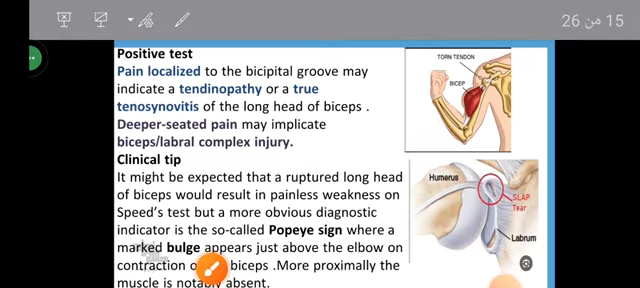 15 من 26
Positive test
Pain localized to the bicipital groove may
indicate a tendinopathy or a true
tenosynovitis of the long head of biceps .
Deeper-seated pain may implicate
biceps/labral complex injury.
Clinical tip
It might be expected that a ruptured long head
of biceps would result in painless weakness on
Speed's test but a more obvious diagnostic
indicator is the so-called Popeye sign where a
marked bulge appears just above the elbow on
contraction biceps .More proximally the
muscle is notably absent.
TORN TENDON
BICEP
Humerus
SLAP
Tear
Labrum